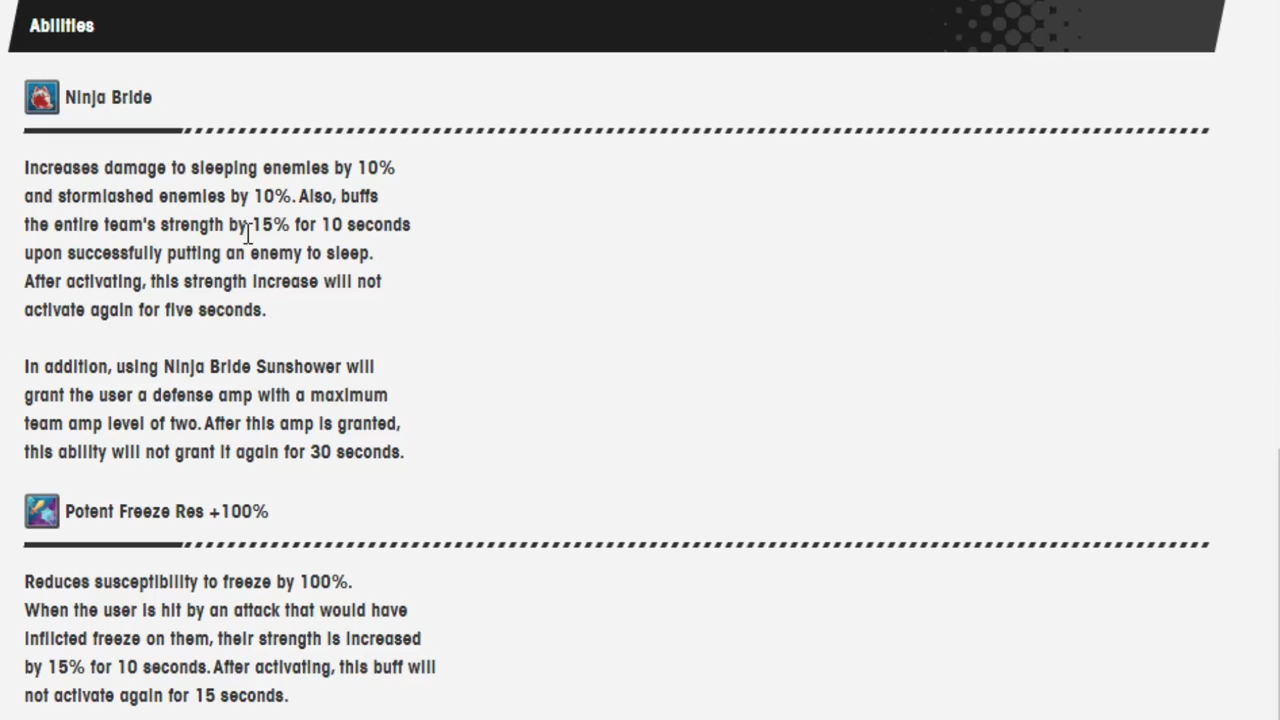 Abilities
Ninja Bride
Increases damage to sleeping enemies by 10%
and stormlashed enemies by 10%. Also, buffs
the entire team's strength by 15% for 10 seconds
upon successfully putting an enemy to sleep.
After activating, this strength increase will not
activate again for five seconds.
In addition, using Ninja Bride Sunshower will
grant the user a defense amp with a maximum
team amp level of two. After this amp is granted,
this ability will not grant it again for 30 seconds.
Potent Freeze Res +100%
Reduces susceptibility to freeze by 100%.
When the user is hit by an attack that would have
inflicted freeze on them, their strength is increased
by 15% for 10 seconds. After activating, this buff will
not activate again for 15 seconds.